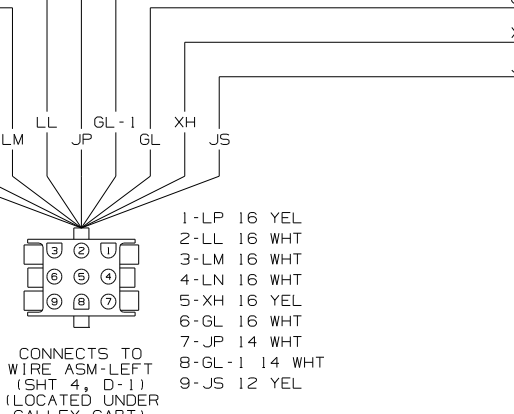 LL GL-1 XH
LM JP GL JS
1-LP 16 YEL
2-LL 16 WHT
3-LM 16 WHT
4-LN 16 WHT
5-XH 16 YEL
6-GL 16 WHT
7-JP 14 WHT
8-GL-1 14 WHT
9-JS 12 YEL
3 2 1
6 5 4
9 8 7
CONNECTS TO
WIRE ASM-LEFT
(SHT 4, D-1)
(LOCATED UNDER
GALLEY CART)